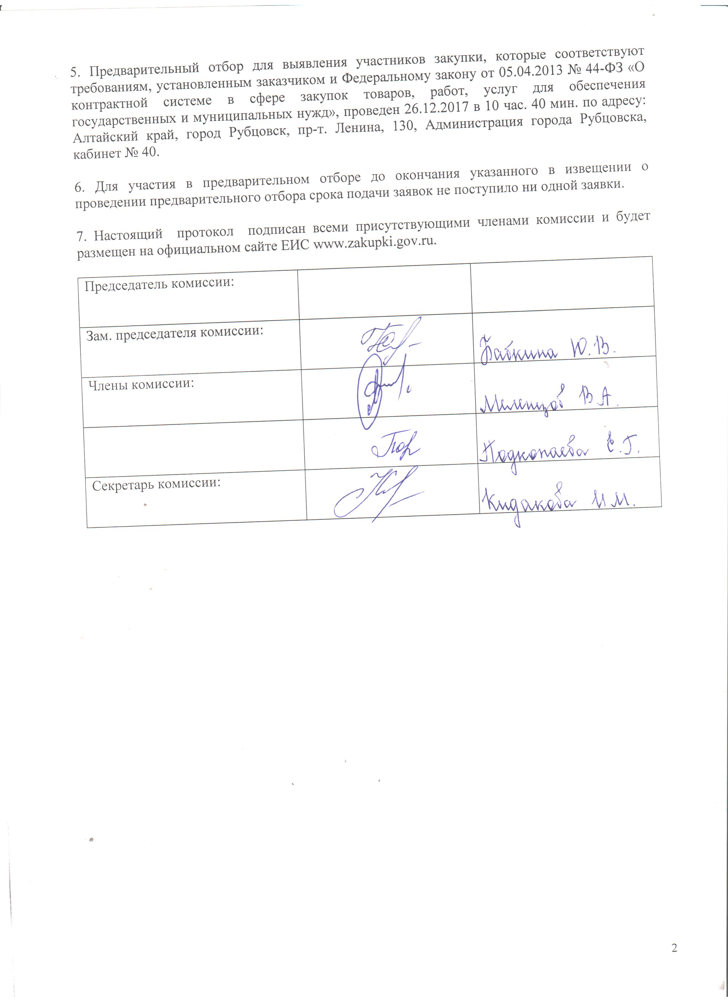 5. Предварительный отбор для выявления участников закупки, которые соответствуют
требованиям, установленным заказчиком и Федеральному закону от 05.04.2013 № 44-ФЗ «О
контрактной системе в сфере закупок товаров, работ, услуг для обеспечения
государственных и муниципальных нужд», проведен 26.12.2017 в 10 час. 40 мин. по адресу:
Алтайский край, город Рубцовск, пр-т. Ленина, 130, Администрация города Рубцовска,
кабинет № 40.
6. Для участия в предварительном отборе до окончания указанного в извещении о
проведении предварительного отбора срока подачи заявок не поступило ни одной заявки.
7. Настоящий протокол подписан всеми присутствующими членами комиссии и будет
размещен на официальном сайте ЕИС www.zakupki.gov.ru.
Председатель комиссии:
Зам. председателя комиссии:
Бабкина Ю.В.
Члены комиссии:
Меленцов В А.
Подкопаева Е.Г.
Секретарь комиссии:
Кидакова И М.
2